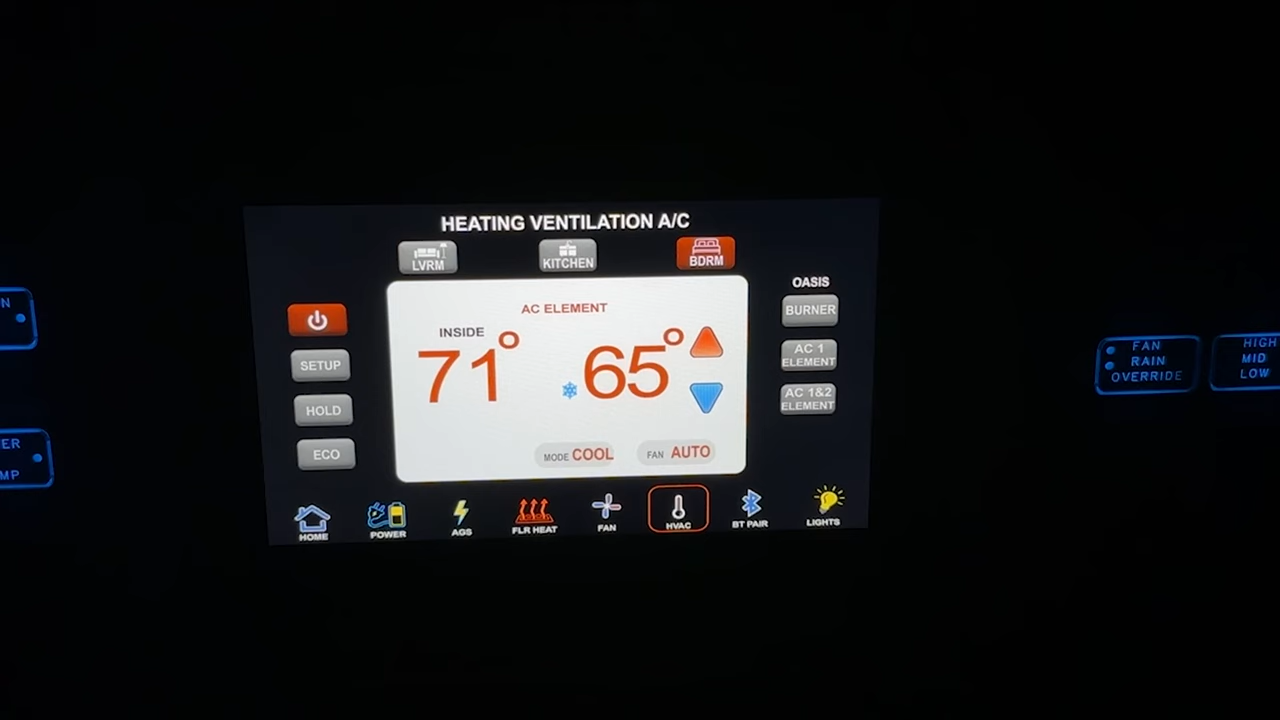 HEATING VENTILATION A/C
LVRM
KITCHEN
BDRM
OASIS
BURNER
AC 1
ELEMENT
AC 1&2
ELEMENT
SETUP
HOLD
ECO
AC ELEMENT
INSIDE
71°
65°
MODE COOL
FAN AUTO
HOME
POWER
AGS
FLR HEAT
FAN
HVAC
BT PAIR
LIGHTS
N
ER
MP
FAN
RAIN
OVERRIDE
HIGH
MID
LOW